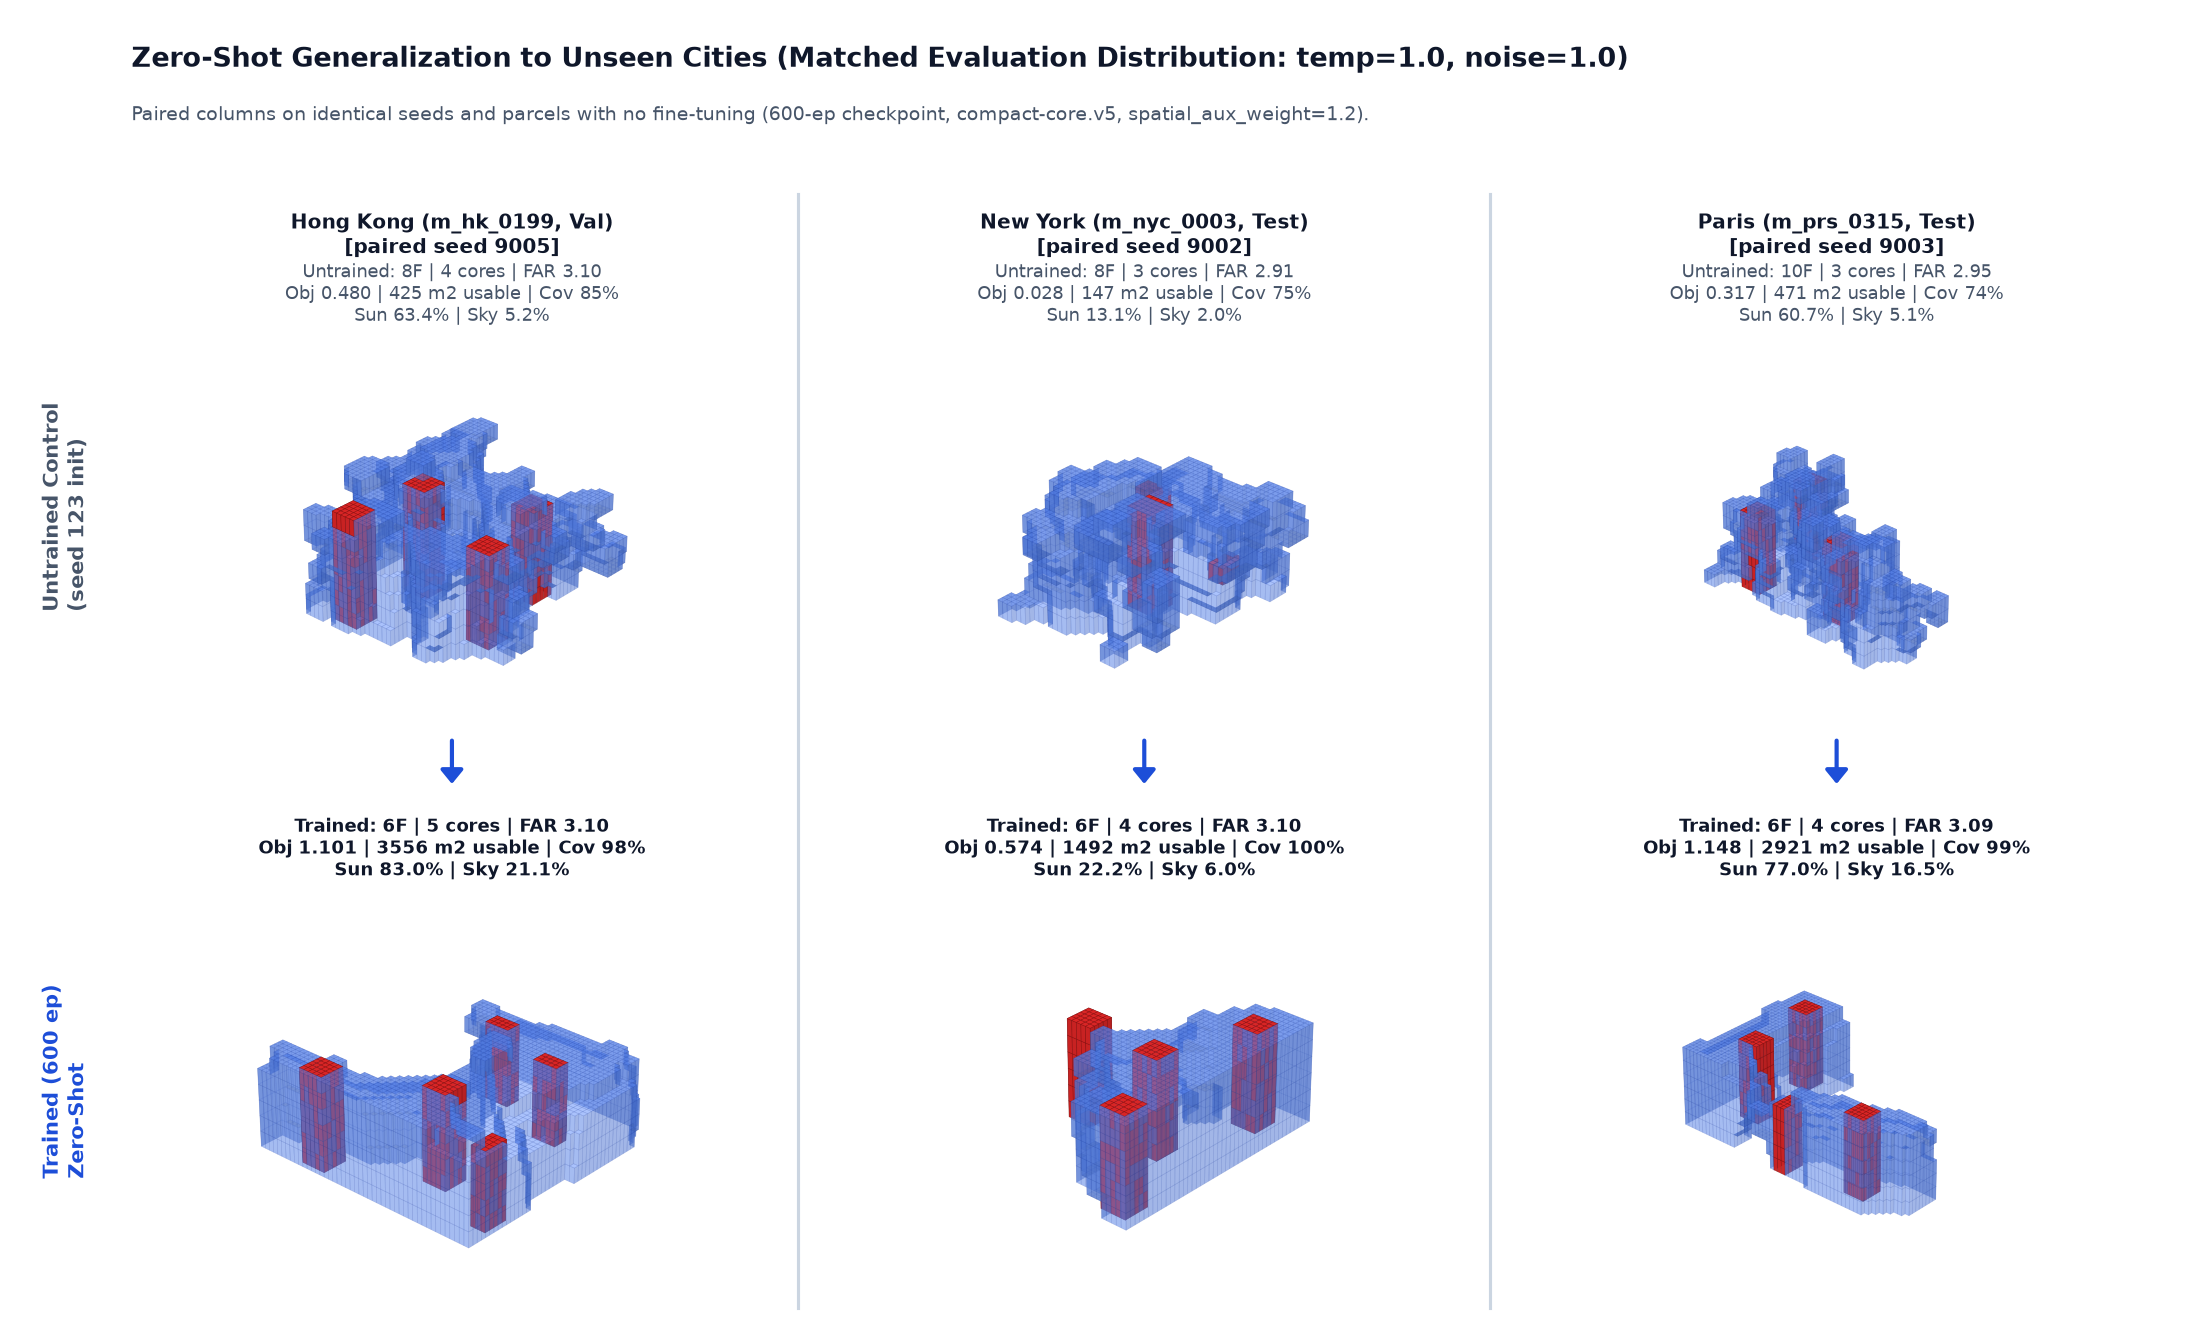 Zero-Shot Generalization to Unseen Cities (Matched Evaluation Distribution: temp=1.0, noise=1.0)
Paired columns on identical seeds and parcels with no fine-tuning (600-ep checkpoint, compact-core.v5, spatial_aux_weight=1.2).
Hong Kong (m_hk_0199, Val)
[paired seed 9005]
Untrained: 8F | 4 cores | FAR 3.10
Obj 0.480 | 425 m2 usable | Cov 85%
Sun 63.4% | Sky 5.2%
New York (m_nyc_0003, Test)
[paired seed 9002]
Untrained: 8F | 3 cores | FAR 2.91
Obj 0.028 | 147 m2 usable | Cov 75%
Sun 13.1% | Sky 2.0%
Paris (m_prs_0315, Test)
[paired seed 9003]
Untrained: 10F | 3 cores | FAR 2.95
Obj 0.317 | 471 m2 usable | Cov 74%
Sun 60.7% | Sky 5.1%
Untrained Control
(seed 123 init)
Trained: 6F | 5 cores | FAR 3.10
Obj 1.101 | 3556 m2 usable | Cov 98%
Sun 83.0% | Sky 21.1%
Trained: 6F | 4 cores | FAR 3.10
Obj 0.574 | 1492 m2 usable | Cov 100%
Sun 22.2% | Sky 6.0%
Trained: 6F | 4 cores | FAR 3.09
Obj 1.148 | 2921 m2 usable | Cov 99%
Sun 77.0% | Sky 16.5%
Trained (600 ep)
Zero-Shot